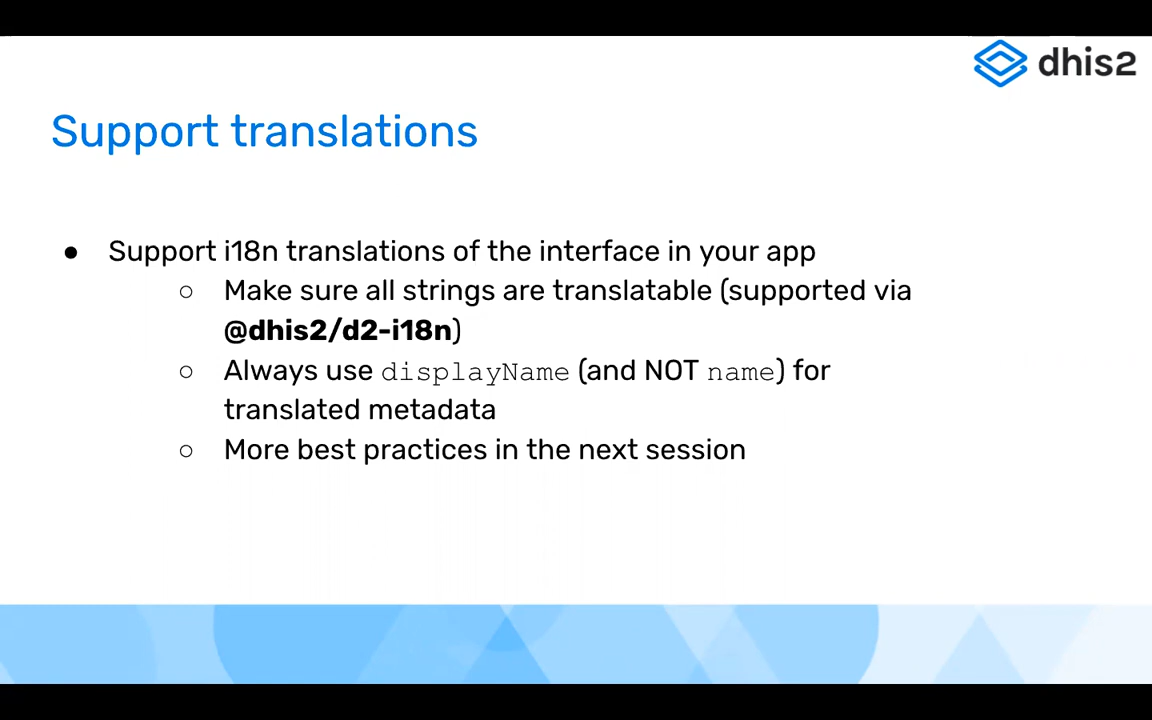 dhis2
Support translations
● Support i18n translations of the interface in your app
○ Make sure all strings are translatable (supported via
@dhis2/d2-i18n)
○ Always use displayName (and NOT name) for
translated metadata
○ More best practices in the next session